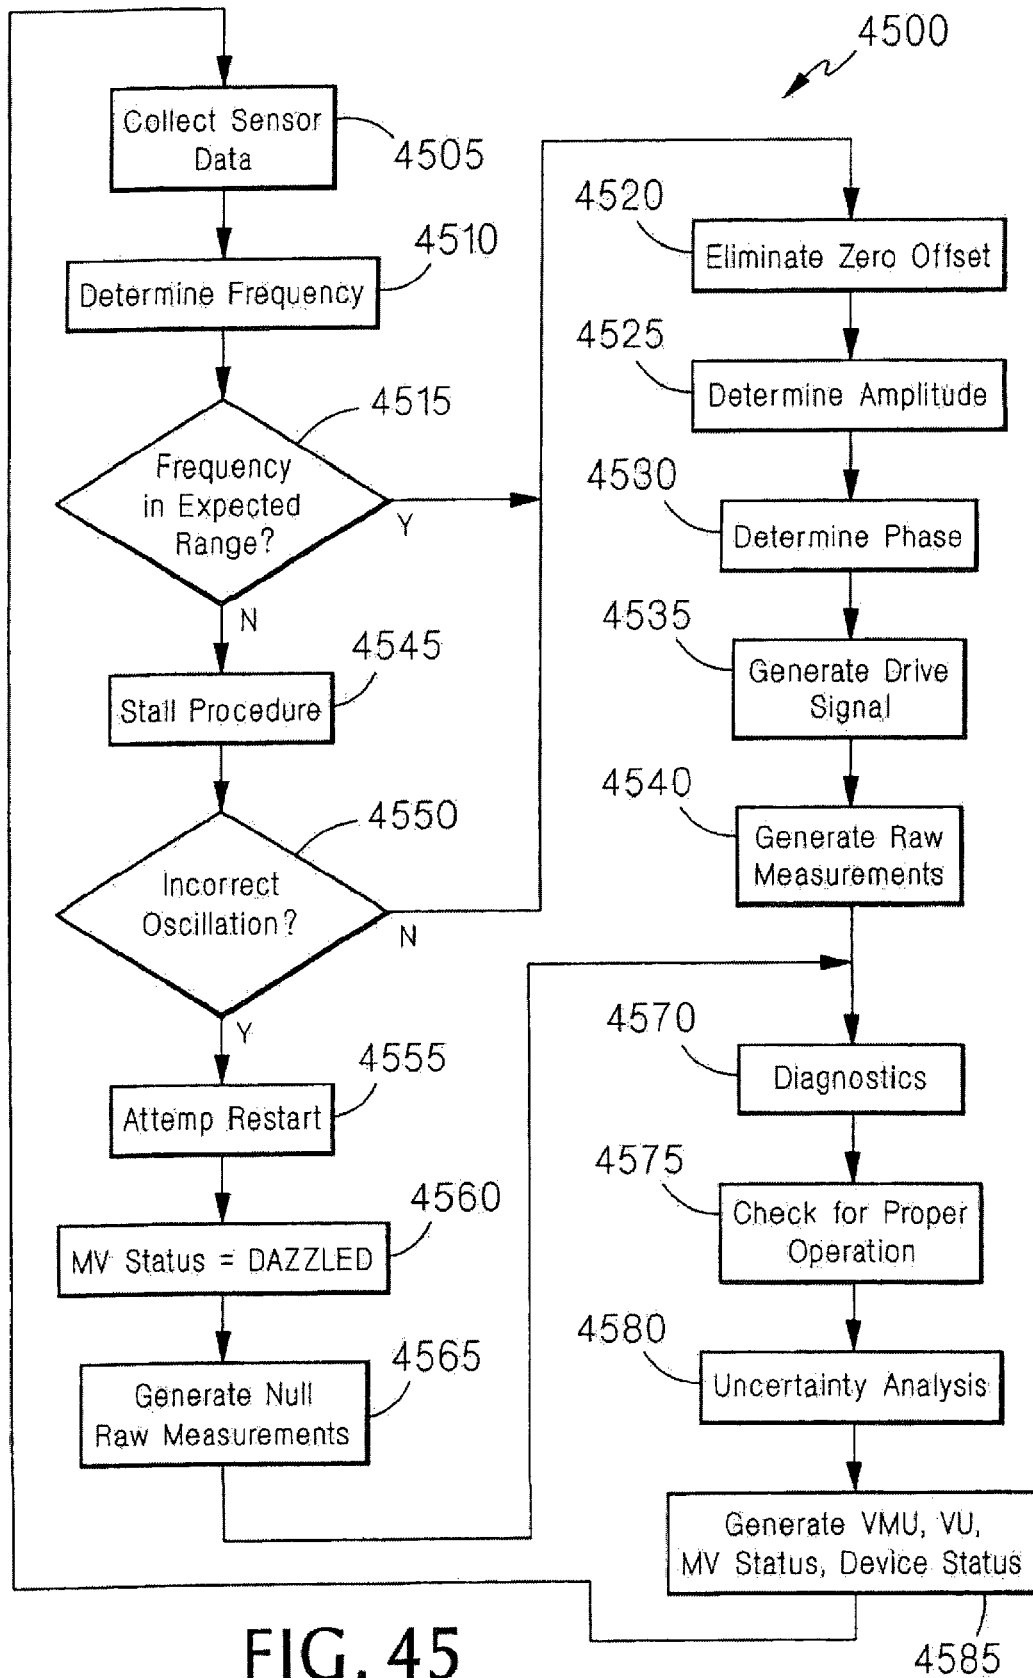 4500
Collect Sensor
Data
4505
4510
Determine Frequency
4515
Frequency
in Expected
Range?
Y
N
4545
Stall Procedure
4550
Incorrect
Oscillation?
N
Y
4555
Attemp Restart
4560
MV Status = DAZZLED
4565
Generate Null
Raw Measurements
4520
Eliminate Zero Offset
4525
Determine Amplitude
4530
Determine Phase
4535
Generate Drive
Signal
4540
Generate Raw
Measurements
4570
Diagnostics
4575
Check for Proper
Operation
4580
Uncertainty Analysis
Generate VMU, VU,
MV Status, Device Status
4585
FIG. 45